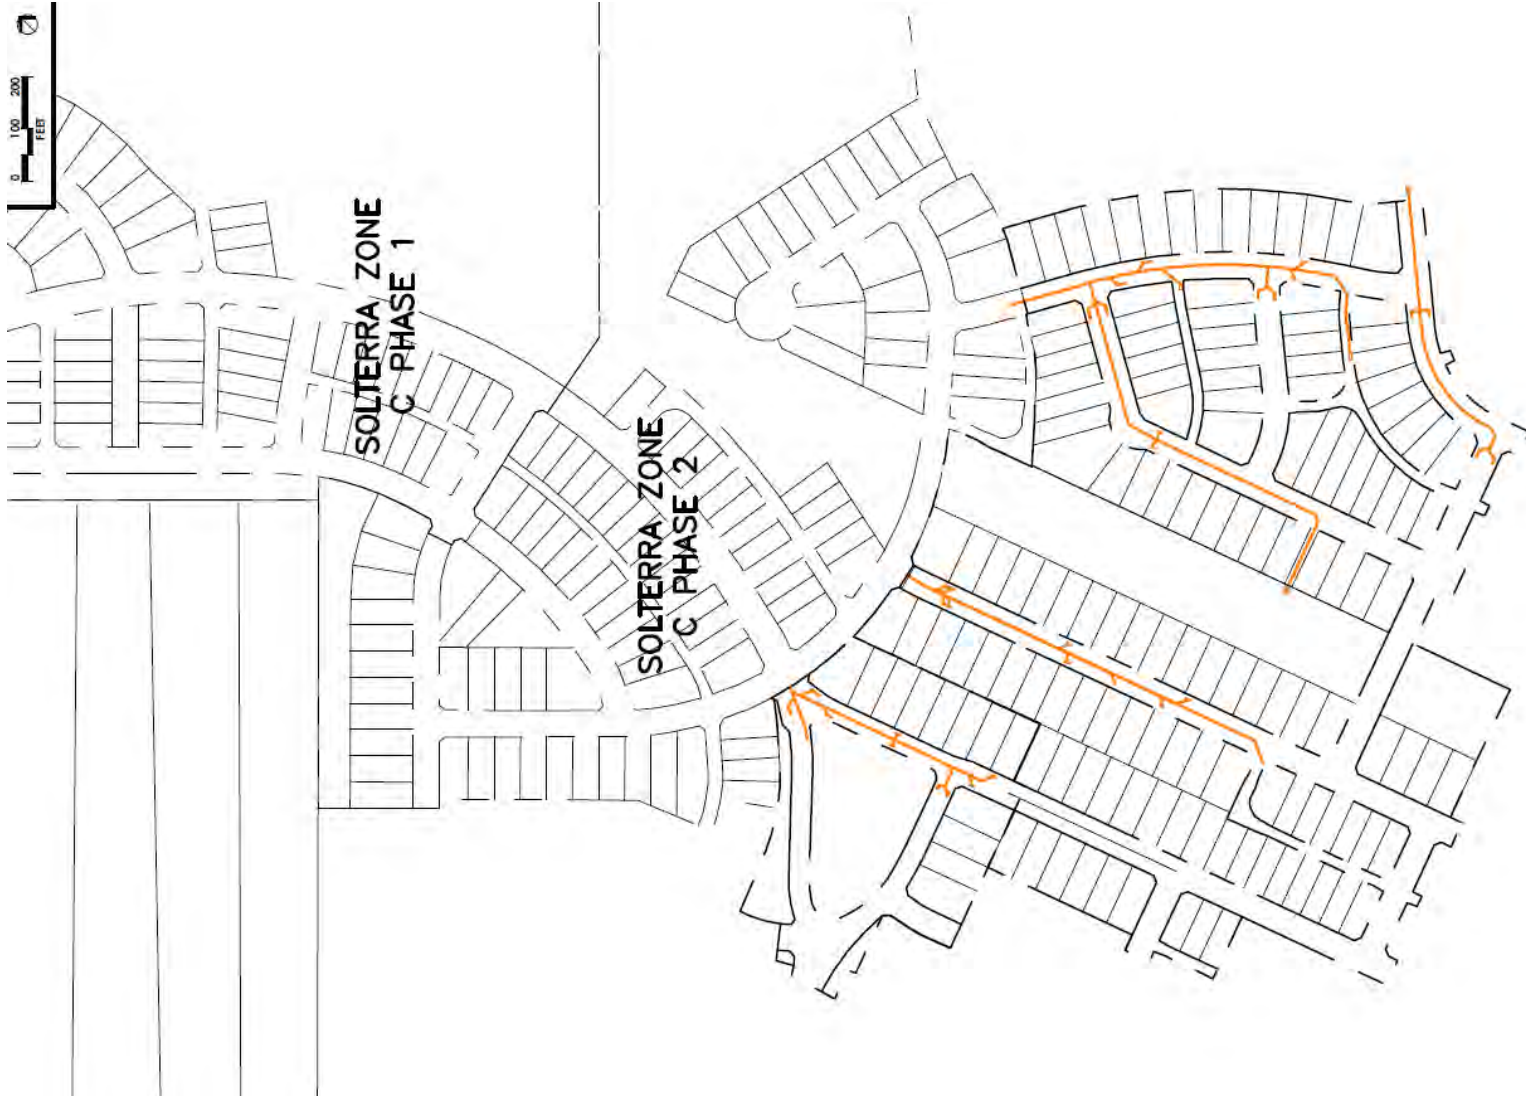 0 100 200
FEET
SOLTERRA ZONE
C PHASE 1
SOLTERRA ZONE
C PHASE 2